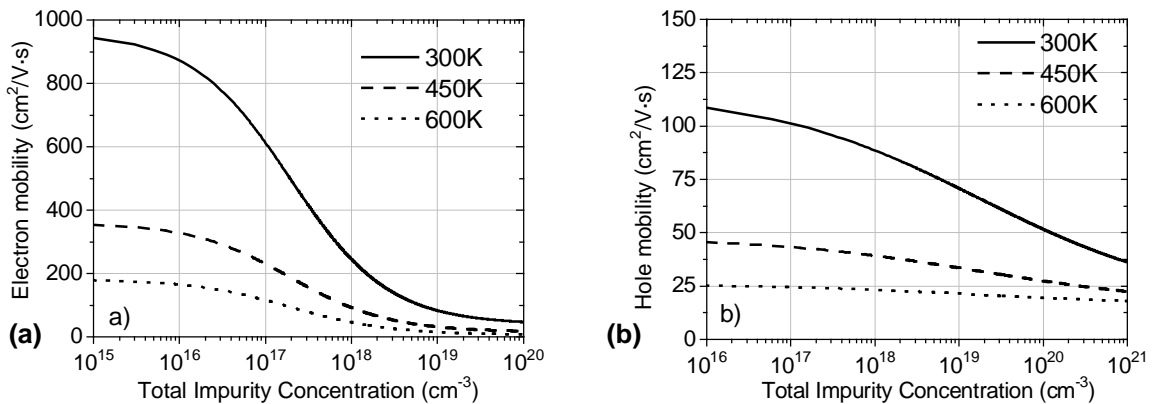 1000
800
600
400
200
0
Electron mobility (cm²/V·s)
300K
450K
600K
a)
(a)
10¹⁵ 10¹⁶ 10¹⁷ 10¹⁸ 10¹⁹ 10²⁰
Total Impurity Concentration (cm⁻³)
150
125
100
75
50
25
0
Hole mobility (cm²/V·s)
300K
450K
600K
b)
(b)
10¹⁶ 10¹⁷ 10¹⁸ 10¹⁹ 10²⁰ 10²¹
Total Impurity Concentration (cm⁻³)